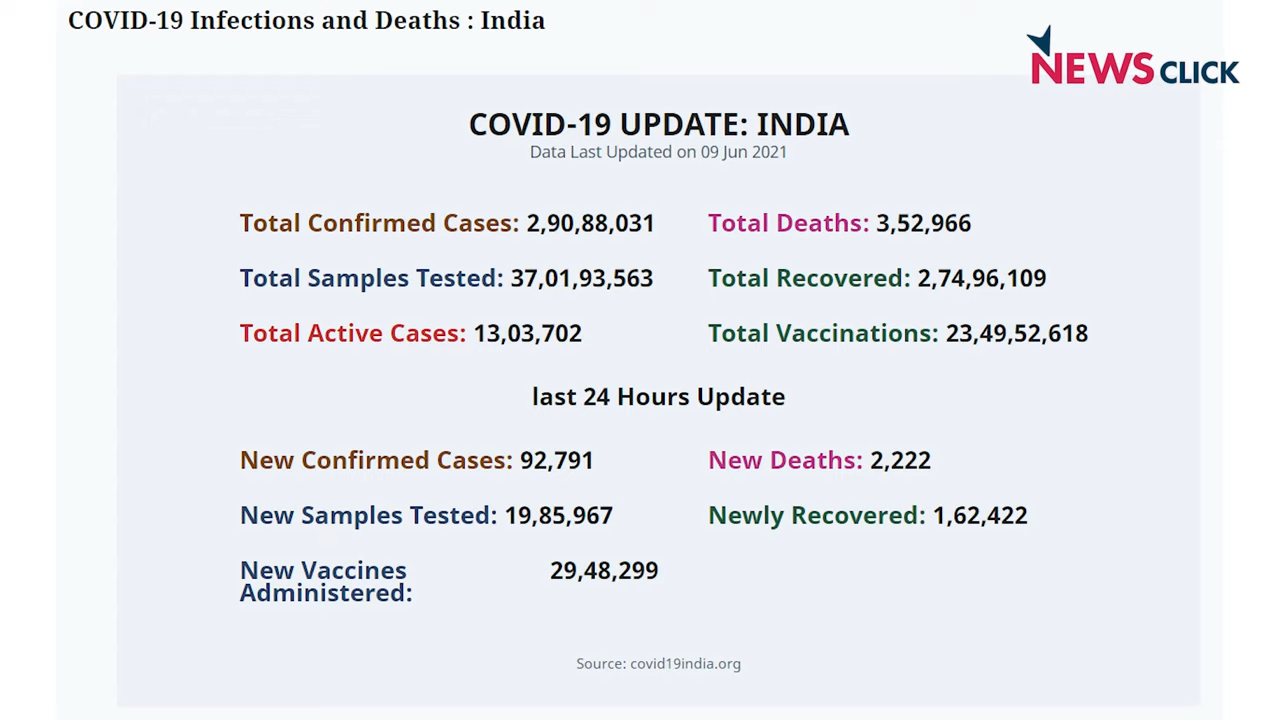 COVID-19 Infections and Deaths : India
NEWSCLICK
COVID-19 UPDATE: INDIA
Data Last Updated on 09 Jun 2021
Total Confirmed Cases: 2,90,88,031
Total Deaths: 3,52,966
Total Samples Tested: 37,01,93,563
Total Recovered: 2,74,96,109
Total Active Cases: 13,03,702
Total Vaccinations: 23,49,52,618
last 24 Hours Update
New Confirmed Cases: 92,791
New Deaths: 2,222
New Samples Tested: 19,85,967
Newly Recovered: 1,62,422
New Vaccines 29,48,299
Administered:
Source: covid19india.org